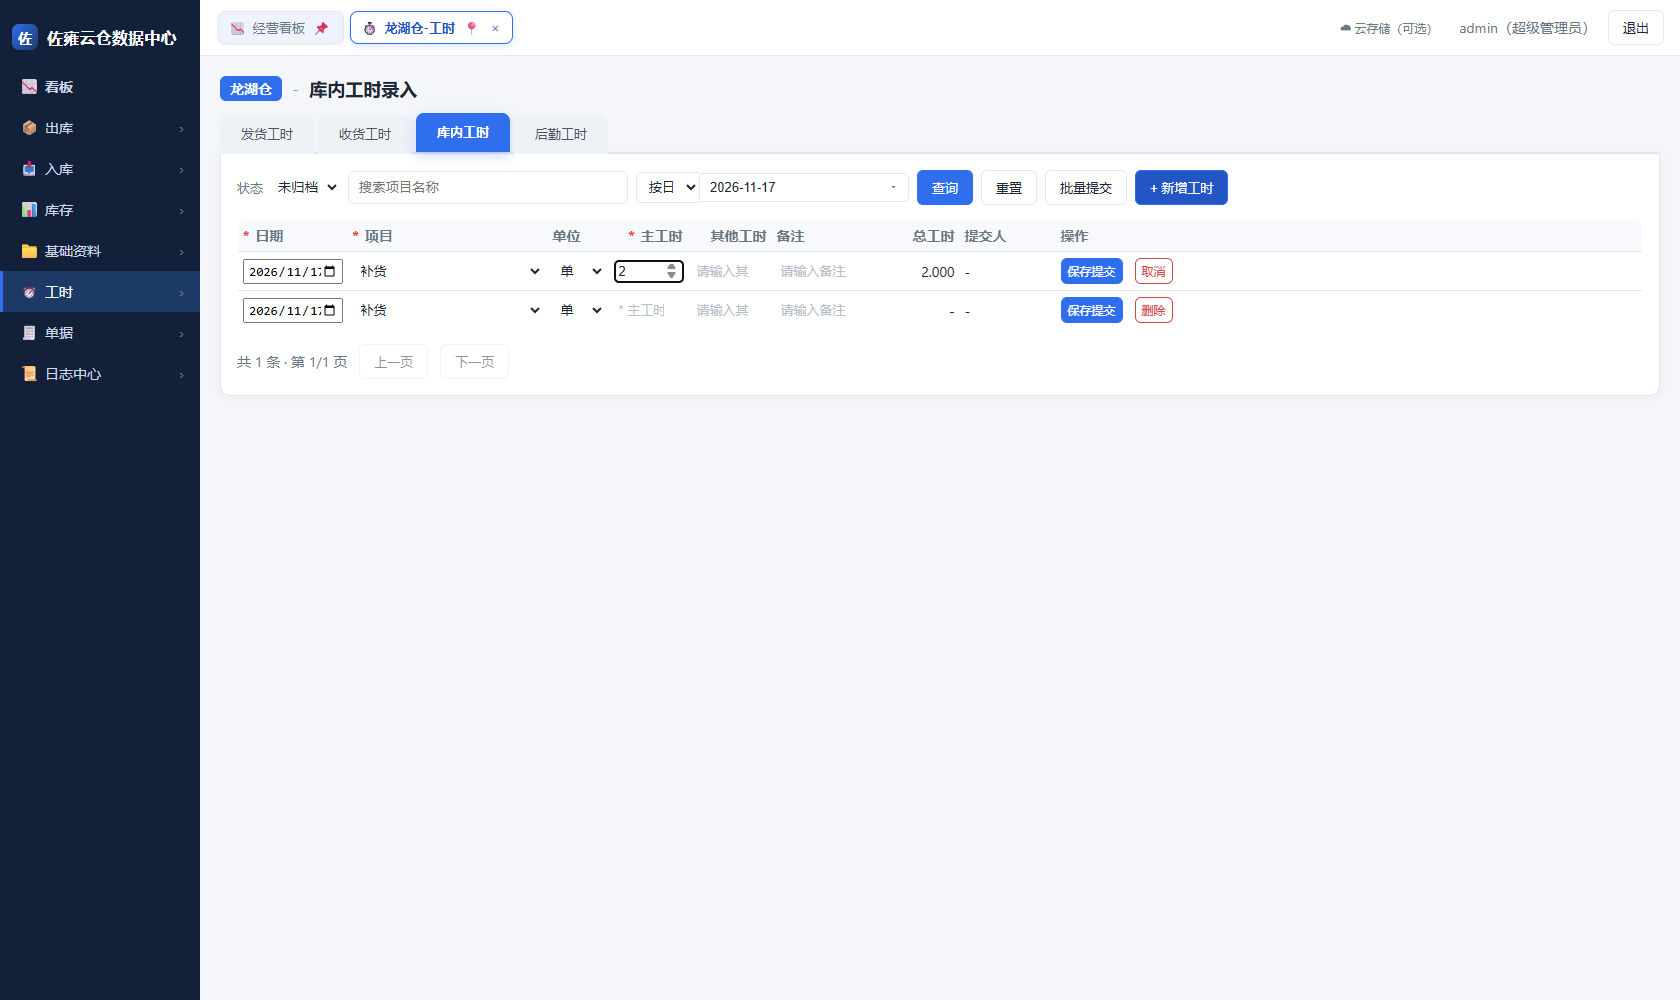 佐 佐雍云仓数据中心
看板
出库
入库
库存
基础资料
工时
单据
日志中心
经营看板
龙湖仓-工时 ×
云存储（可选）
admin（超级管理员）
退出
龙湖仓 - 库内工时录入
发货工时 收货工时 库内工时 后勤工时
状态 未归档 搜索项目名称 按日 2026-11-17 查询 重置 批量提交 + 新增工时
* 日期 * 项目 单位 * 主工时 其他工时 备注 总工时 提交人 操作
2026/11/17 补货 单 2 请输入其 请输入备注 2.000 - 保存提交 取消
2026/11/17 补货 单 * 主工时 请输入其 请输入备注 - - 保存提交 删除
共 1 条 · 第 1/1 页 上一页 下一页